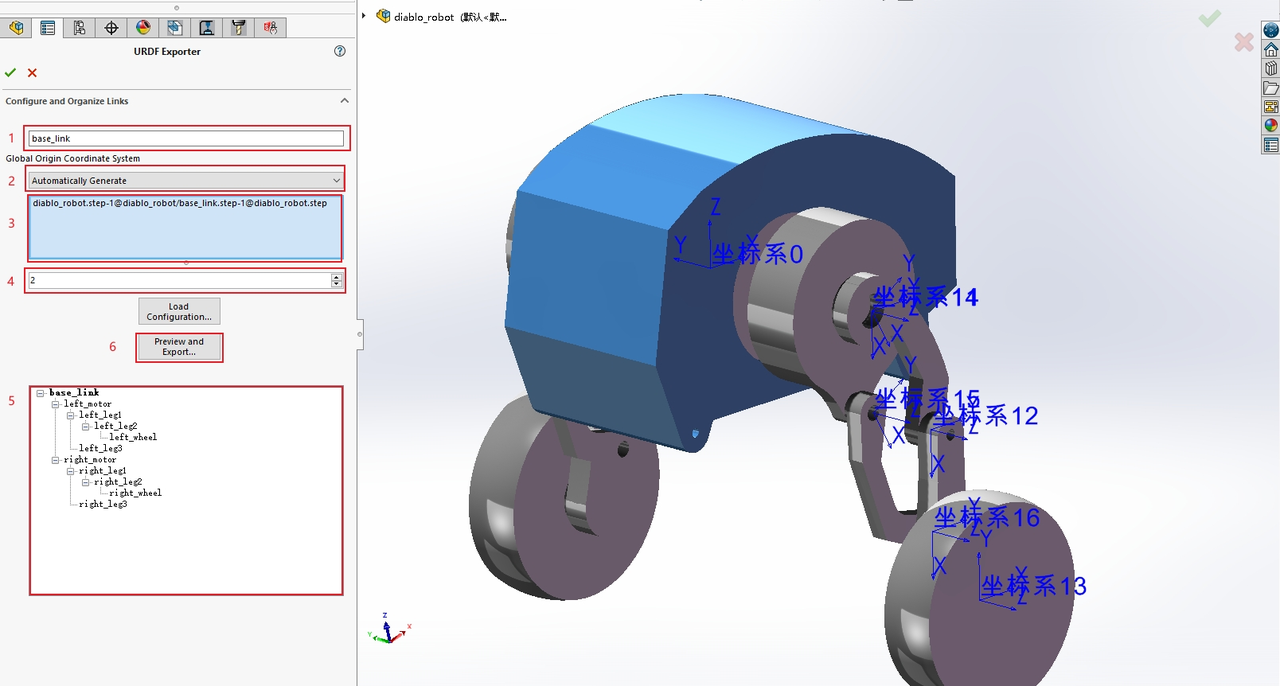 diablo_robot (默认<默...
URDF Exporter
Configure and Organize Links
1
base_link
Global Origin Coordinate System
2
Automatically Generate
3
diablo_robot.step-1@diablo_robot/base_link.step-1@diablo_robot.step
4
2
Load
Configuration...
6
Preview and
Export...
5
base_link
left_motor
left_leg1
left_leg2
left_wheel
left_leg3
right_motor
right_leg1
right_leg2
right_wheel
right_leg3
Z
Y
X
坐标系0
Y
坐标系14
Z
X
X
Y
坐标系15
X
坐标系12
Z
X
Y
坐标系16
Z
X
Y
X
坐标系13
Z
Z
Y
X